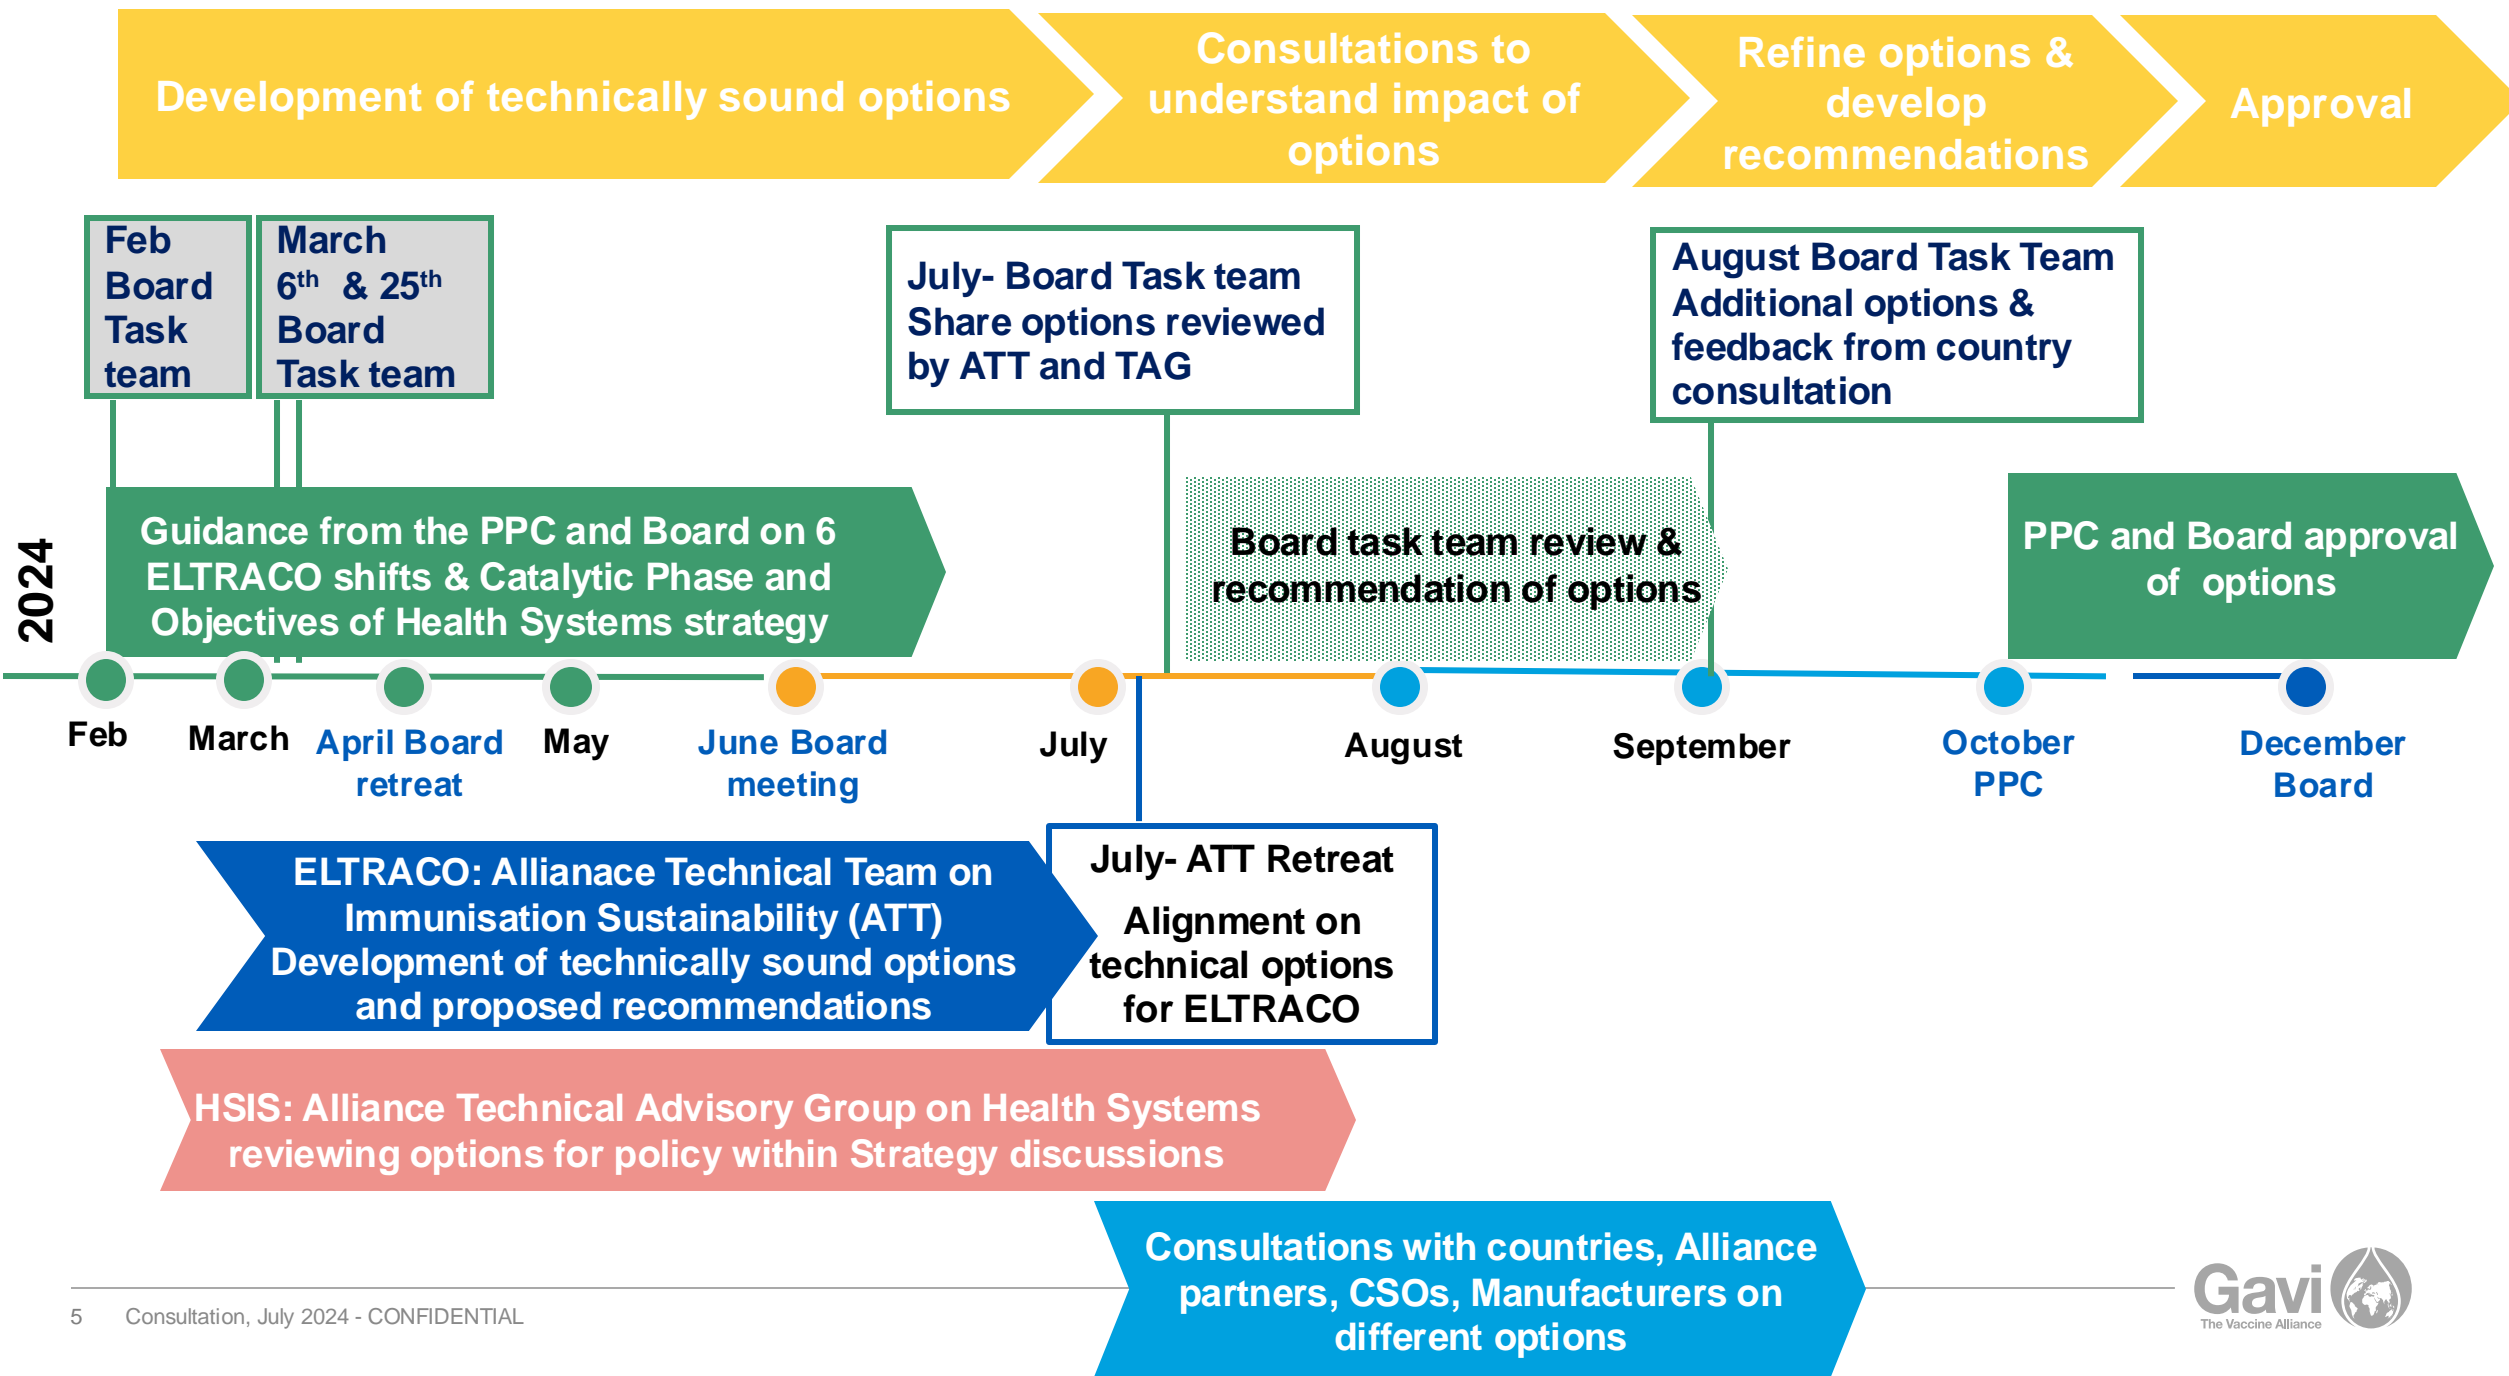 Development of technically sound options
Consultations to
understand impact of
options
Refine options &
develop
recommendations
Approval
Feb
Board
Task
team
March
6th & 25th
Board
Task team
July- Board Task team
Share options reviewed
by ATT and TAG
August Board Task Team
Additional options &
feedback from country
consultation
2024
Guidance from the PPC and Board on 6
ELTRACO shifts & Catalytic Phase and
Objectives of Health Systems strategy
Board task team review &
recommendation of options
PPC and Board approval
of options
Feb
March
April Board
retreat
May
June Board
meeting
July
August
September
October
PPC
December
Board
ELTRACO: Allianace Technical Team on
Immunisation Sustainability (ATT)
Development of technically sound options
and proposed recommendations
July- ATT Retreat
Alignment on
technical options
for ELTRACO
HSIS: Alliance Technical Advisory Group on Health Systems
reviewing options for policy within Strategy discussions
Consultations with countries, Alliance
partners, CSOs, Manufacturers on
different options
5 Consultation, July 2024 - CONFIDENTIAL
Gavi
The Vaccine Alliance